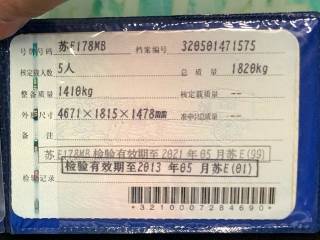 号牌号码 苏E178MB 档案编号 320501471575
核定载人数 5人 总质量 1820kg
整备质量 1410kg 核定载质量
外廓尺寸 4671×1815×1478mm 准牵引总质量
备注
苏E178MB 检验有效期至2021年05月苏E(99)
检验有效期至2013年05月苏E(01)
检验记录
*3210007284690*